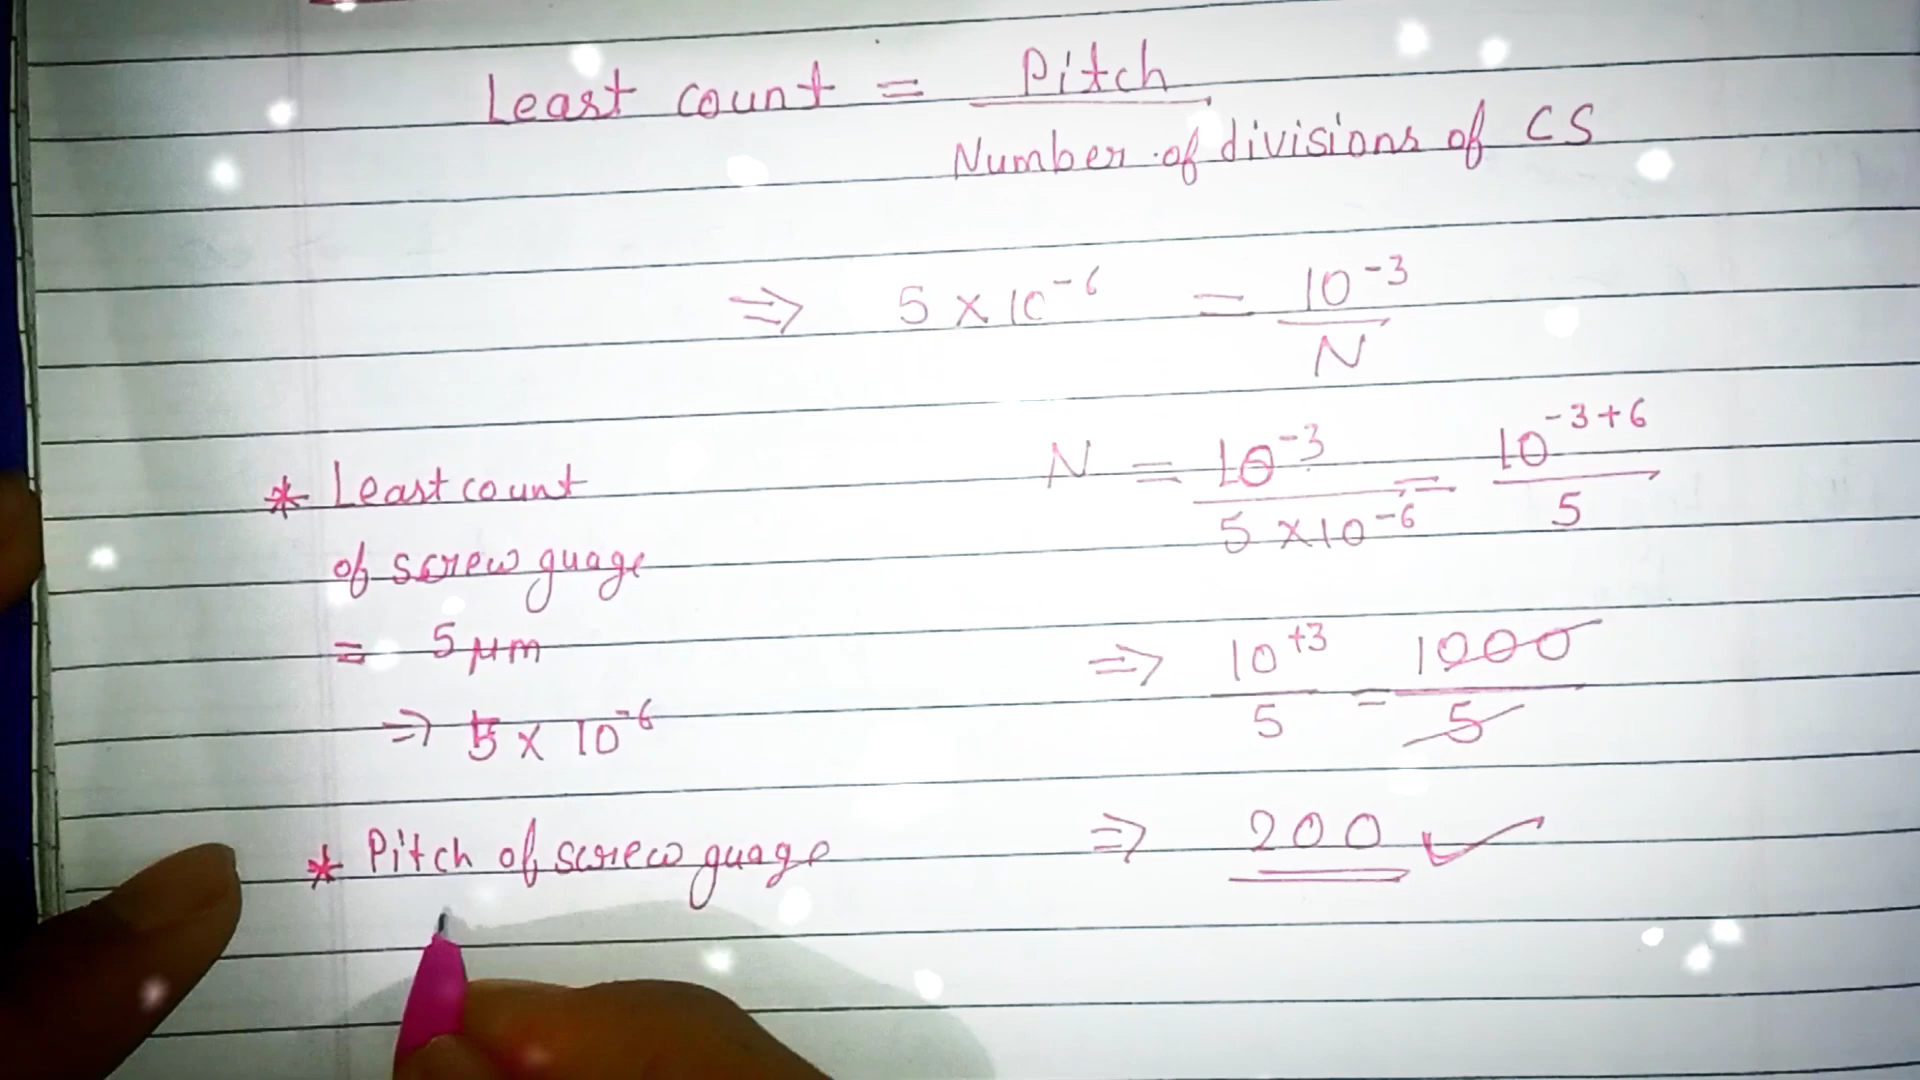 Least count = Pitch
Number of divisions of CS
⇒ 5 × 10⁻⁶ = 10⁻³
N
N = 10⁻³ = 10⁻³⁺⁶
5 × 10⁻⁶ 5
⇒ 10⁺³ = 1000
5 5
⇒ 200 ✓
* Least count
of screw guage
= 5 μm
⇒ 5 × 10⁻⁶
* Pitch of screw guage